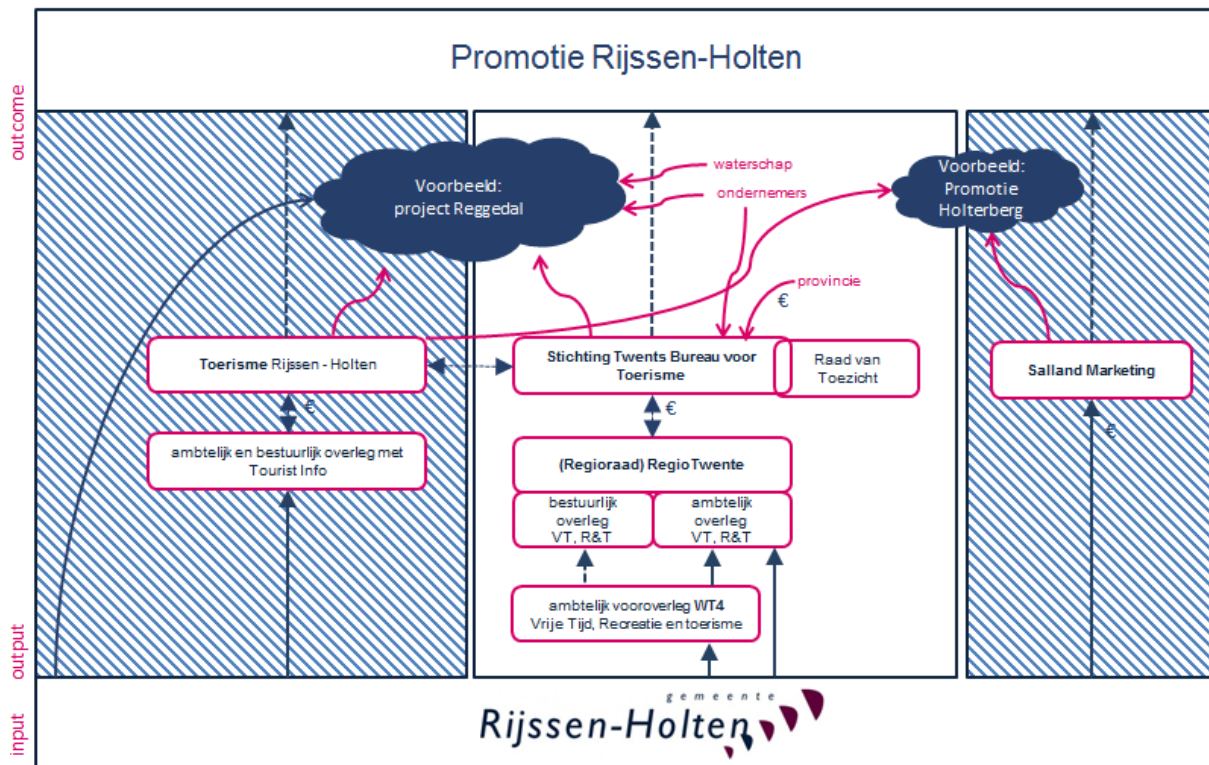 Promotie Rijssen-Holten
outcome
Voorbeeld:
project Reggedal
waterschap
ondernemers
Voorbeeld:
Promotie
Holterberg
provincie
€
Toerisme Rijssen - Holten
Stichting Twents Bureau voor
Toerisme
Raad van
Toezicht
Salland Marketing
€
€
€
ambtelijk en bestuurlijk overleg met
Tourist Info
(Regioraad) RegioTwente
bestuurlijk
overleg
VT, R&T
ambtelijk
overleg
VT, R&T
ambtelijk vooroverleg WT4
Vrije Tijd, Recreatie en toerisme
output
input
gemeente
Rijssen-Holten